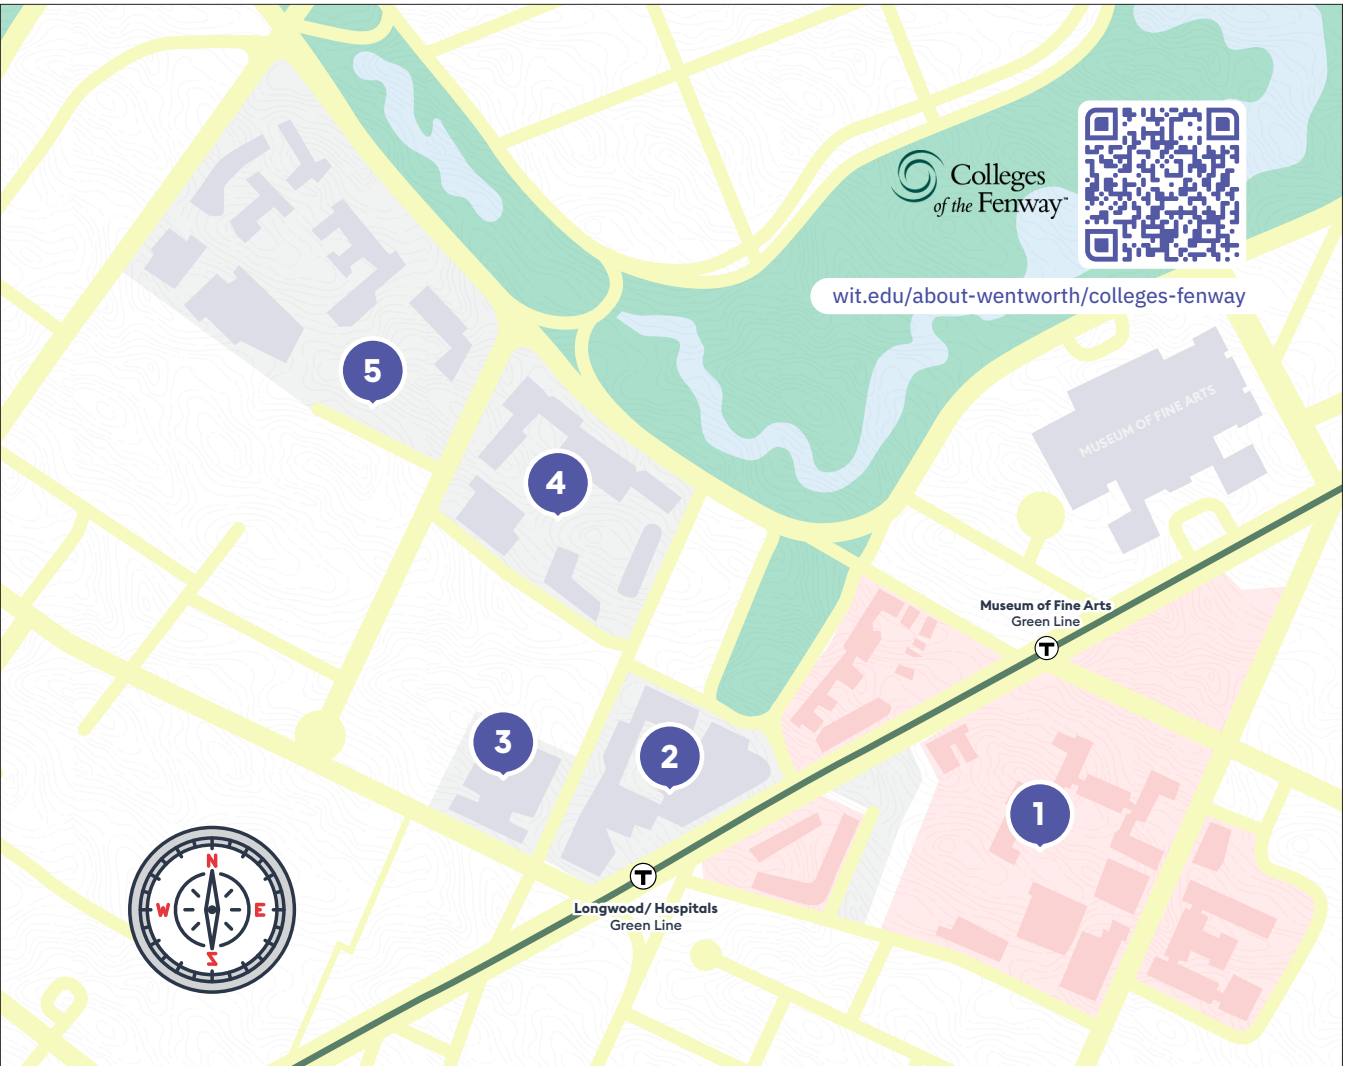 Colleges
of the Fenway™
wit.edu/about-wentworth/colleges-fenway
5
MUSEUM OF FINE ARTS
4
Museum of Fine Arts
Green Line
T
3
2
1
T
Longwood/ Hospitals
Green Line
N
W E
S